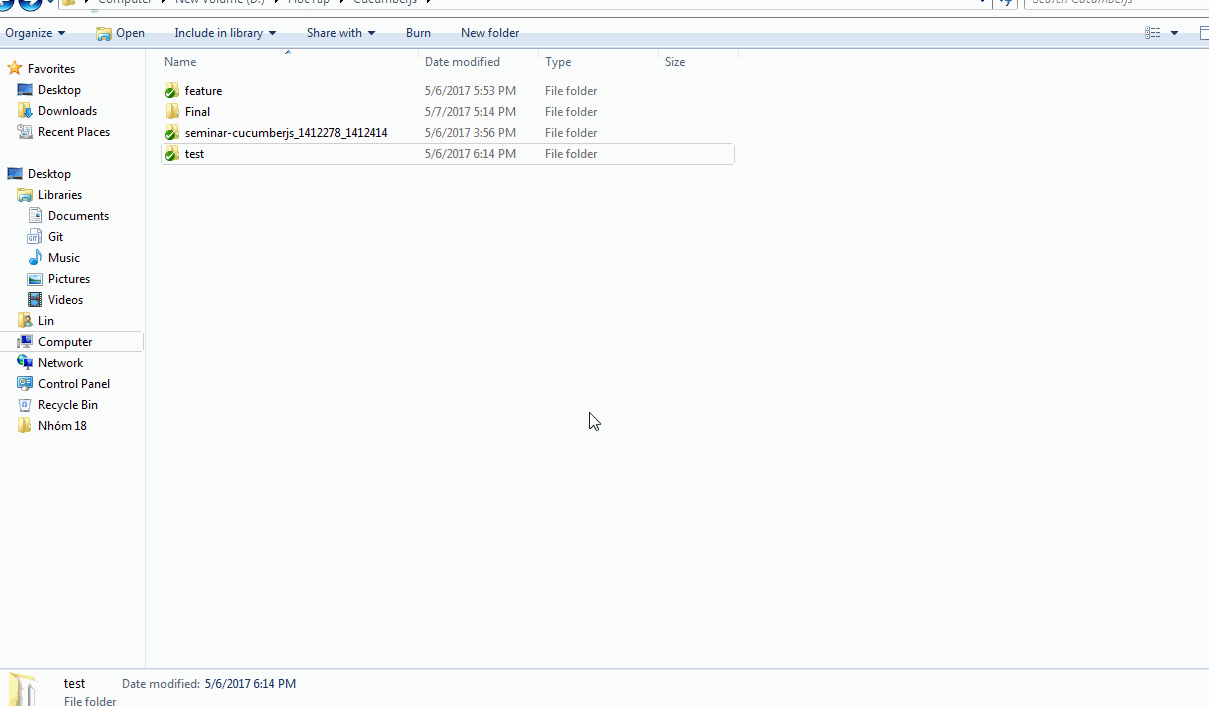 Computer New Volume (D:) HocTap Cucumberjs Search Cucumberjs
Organize Open Include in library Share with Burn New folder
Name Date modified Type Size
Favorites
Desktop
Downloads
Recent Places
Desktop
Libraries
Documents
Git
Music
Pictures
Videos
Lin
Computer
Network
Control Panel
Recycle Bin
Nhóm 18
feature 5/6/2017 5:53 PM File folder
Final 5/7/2017 5:14 PM File folder
seminar-cucumberjs_1412278_1412414 5/6/2017 3:56 PM File folder
test 5/6/2017 6:14 PM File folder
test Date modified: 5/6/2017 6:14 PM
File folder